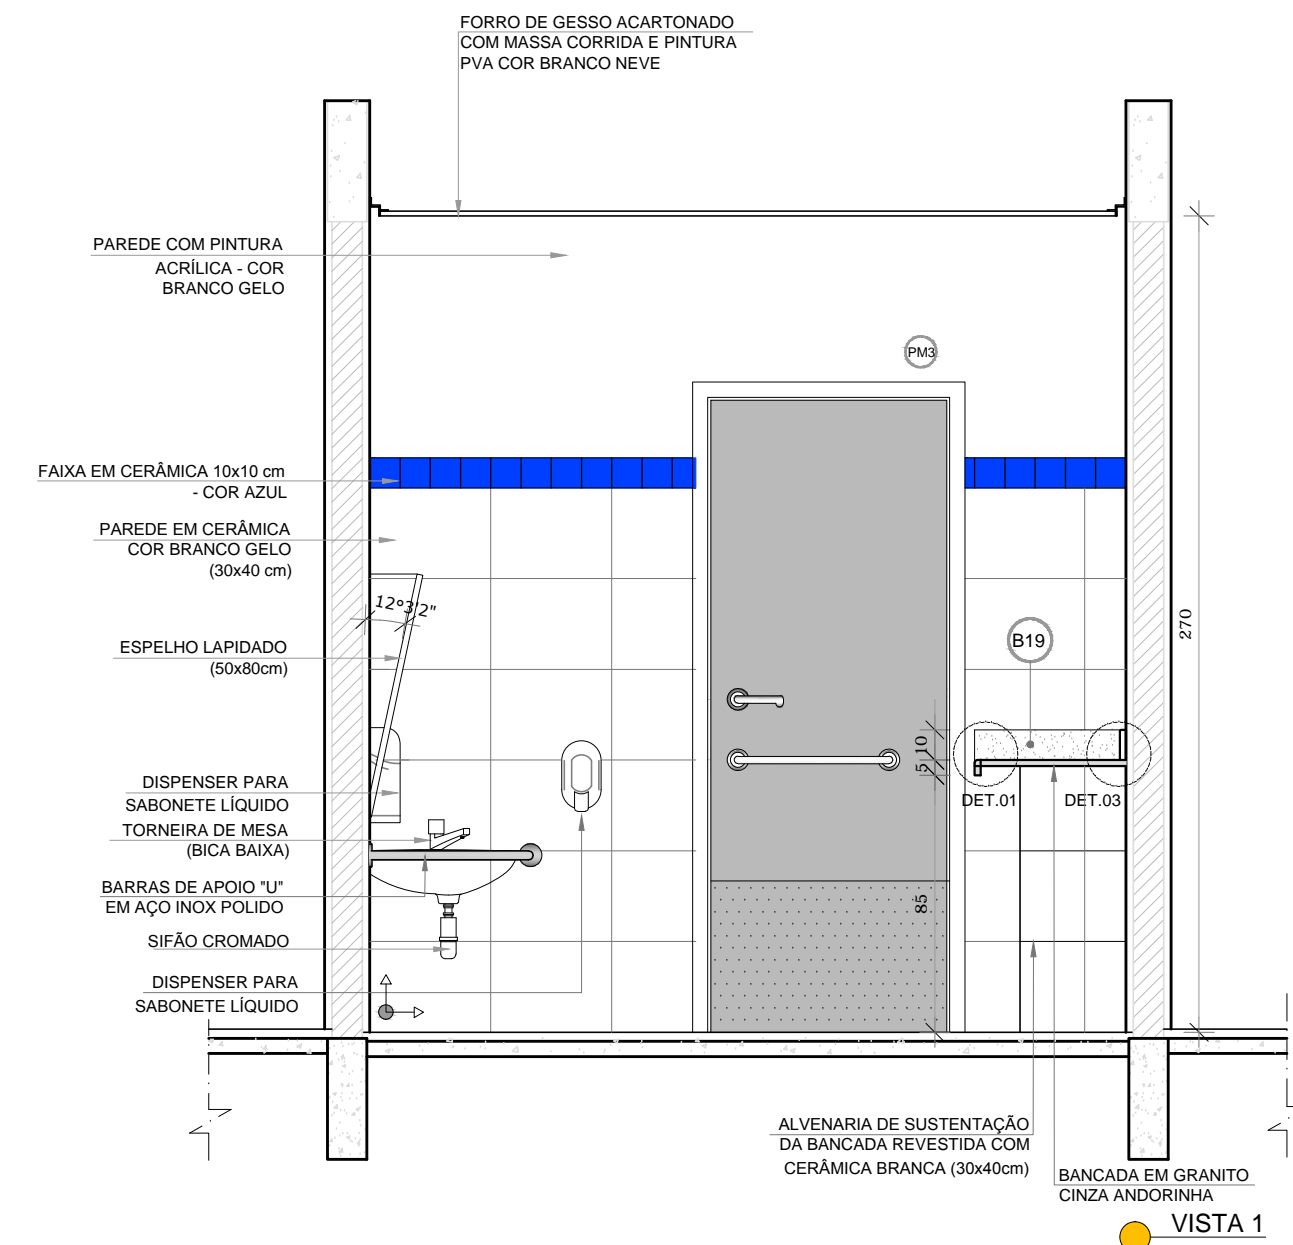 FORRO DE GESSO ACARTONADO
COM MASSA CORRIDA E PINTURA
PVA COR BRANCO NEVE
PAREDE COM PINTURA
ACRÍLICA - COR
BRANCO GELO
PM3
FAIXA EM CERÂMICA 10x10 cm
- COR AZUL
PAREDE EM CERÂMICA
COR BRANCO GELO
(30x40 cm)
12°3'2"
270
ESPELHO LAPIDADO
(50x80cm)
B19
10
5
DET.01
DET.03
DISPENSER PARA
SABONETE LÍQUIDO
TORNEIRA DE MESA
(BICA BAIXA)
BARRAS DE APOIO "U"
EM AÇO INOX POLIDO
85
SIFÃO CROMADO
DISPENSER PARA
SABONETE LÍQUIDO
ALVENARIA DE SUSTENTAÇÃO
DA BANCADA REVESTIDA COM
CERÂMICA BRANCA (30x40cm)
BANCADA EM GRANITO
CINZA ANDORINHA
VISTA 1